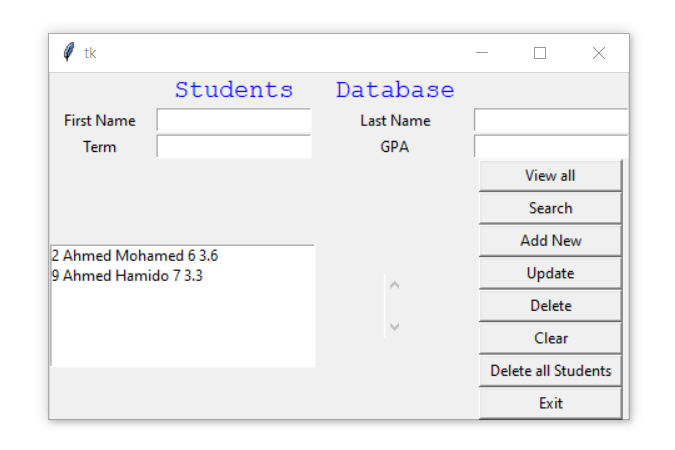 tk
Students Database
First Name Last Name
Term GPA
View all
Search
Add New
Update
Delete
Clear
Delete all Students
Exit
2 Ahmed Mohamed 6 3.6
9 Ahmed Hamido 7 3.3